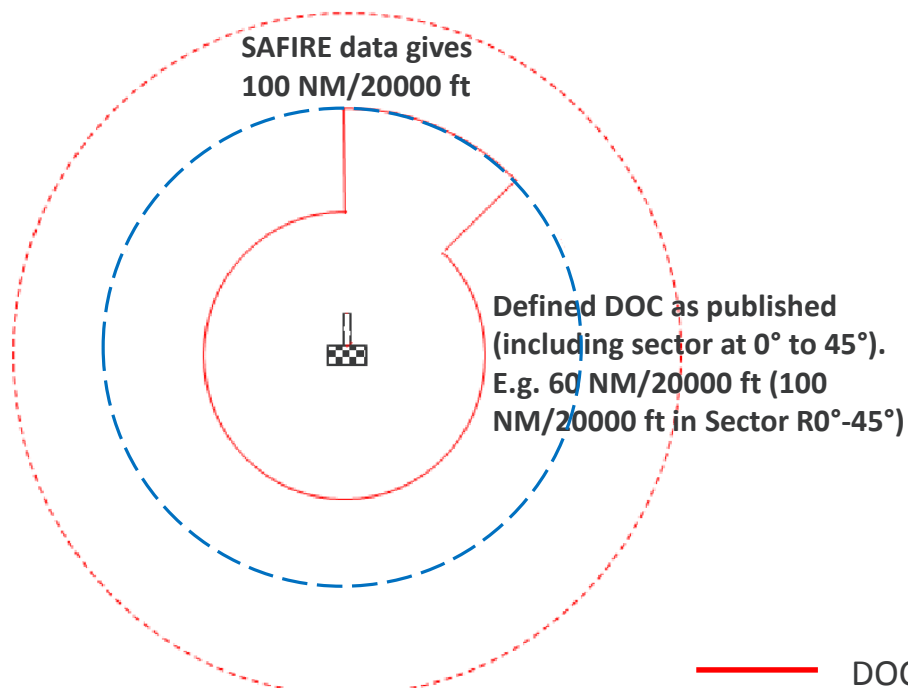 SAFIRE data gives
100 NM/20000 ft
Defined DOC as published
(including sector at 0° to 45°).
E.g. 60 NM/20000 ft (100
NM/20000 ft in Sector R0°-45°)
DOC